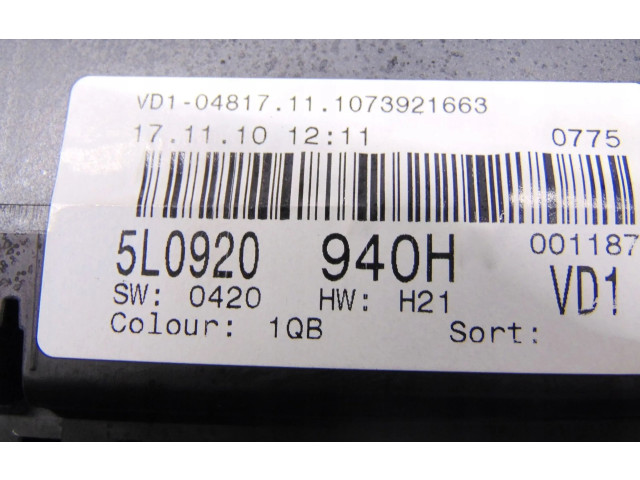 VD1-04817.11.1073921663
17.11.10 12:11 0775
001187
5L0920 940H VD1
SW: 0420 HW: H21
Colour: 1QB Sort: